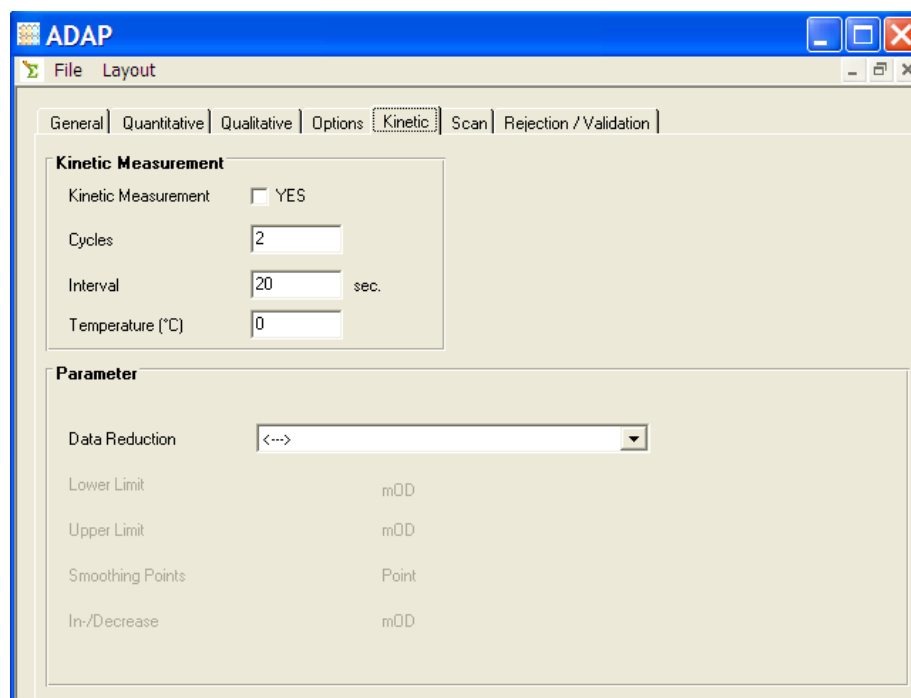 ADAP
File Layout
General Quantitative Qualitative Options Kinetic Scan Rejection / Validation
Kinetic Measurement
Kinetic Measurement YES
Cycles 2
Interval 20 sec.
Temperature (°C) 0
Parameter
Data Reduction <--->
Lower Limit mOD
Upper Limit mOD
Smoothing Points Point
In-/Decrease mOD